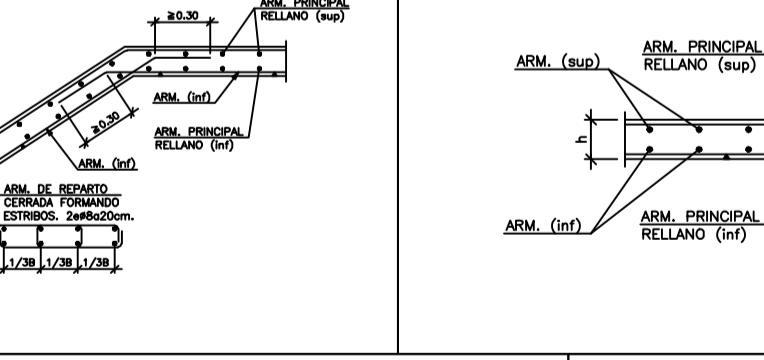 ARM. PRINCIPAL
RELLANO (sup)
≥0.30
ARM. (inf)
≥0.30
ARM. PRINCIPAL
RELLANO (inf)
ARM. (inf)
ARM. DE REPARTO
CERRADA FORMANDO
ESTRIBOS. 2eø8a20cm.
1/3B 1/3B 1/3B
ARM. (sup)
ARM. PRINCIPAL
RELLANO (sup)
h
ARM. (inf)
ARM. PRINCIPAL
RELLANO (inf)